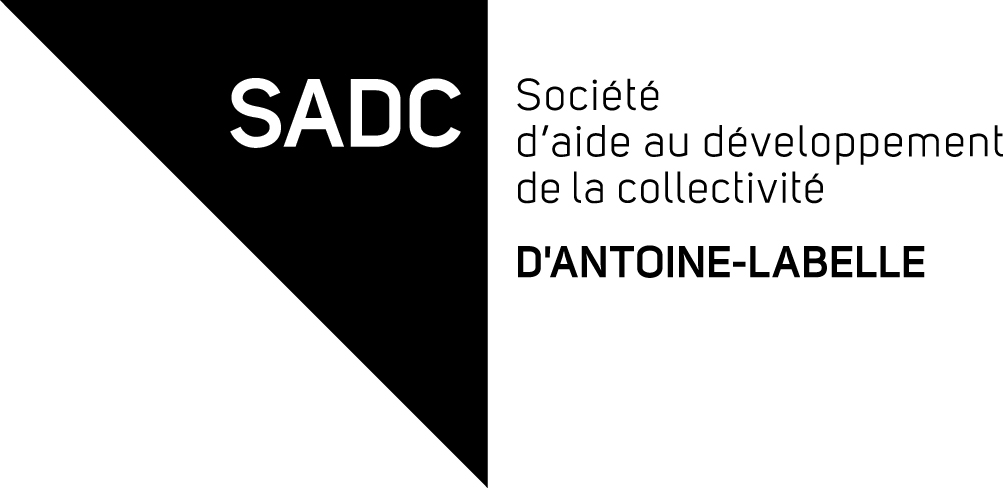 SADC
Société
d’aide au développement
de la collectivité
D'ANTOINE-LABELLE